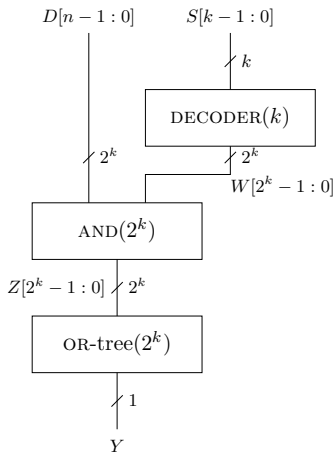 D[n − 1 : 0] S[k − 1 : 0]
k
DECODER(k)
2^k 2^k
W[2^k − 1 : 0]
AND(2^k)
Z[2^k − 1 : 0] 2^k
OR-tree(2^k)
1
Y